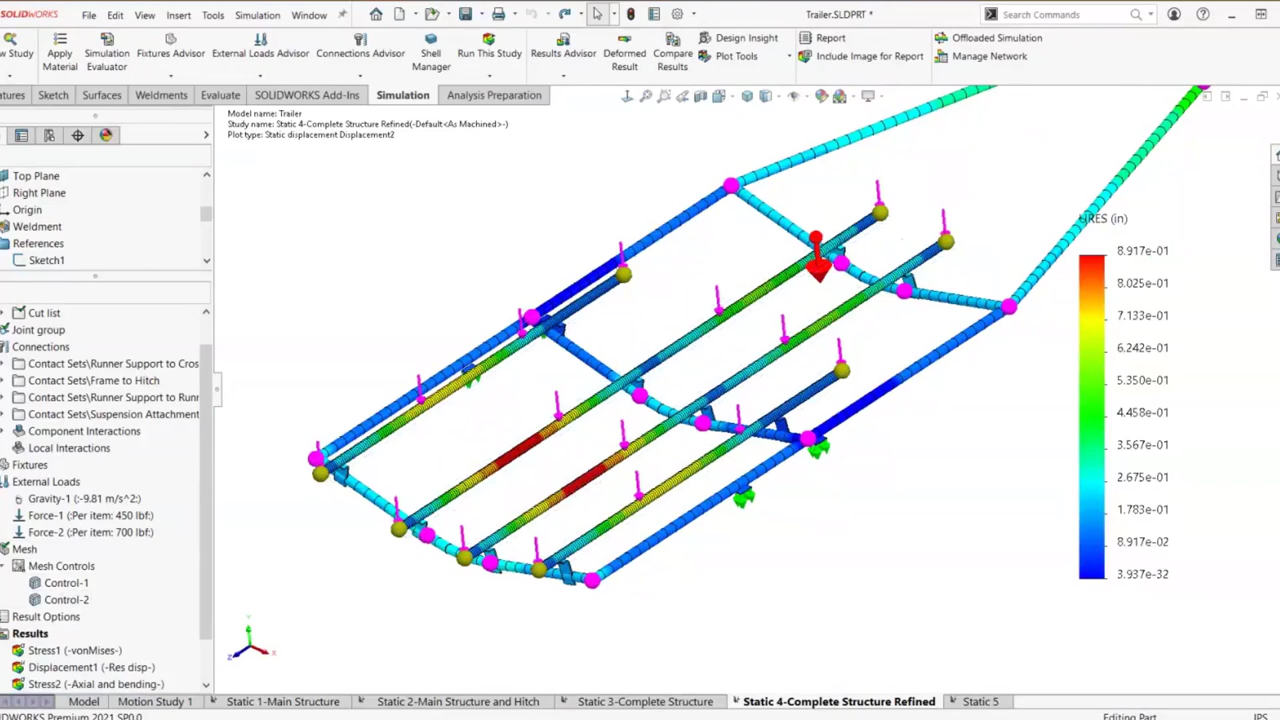 SOLIDWORKS File Edit View Insert Tools Simulation Window Trailer.SLDPRT * Search Commands
w Study Apply Material Simulation Evaluator Fixtures Advisor External Loads Advisor Connections Advisor Shell Manager Run This Study Results Advisor Deformed Result Compare Results Design Insight Plot Tools Report Include Image for Report Offloaded Simulation Manage Network
atures Sketch Surfaces Weldments Evaluate SOLIDWORKS Add-Ins Simulation Analysis Preparation
Model name: Trailer
Study name: Static 4-Complete Structure Refined(-Default<As Machined>-)
Plot type: Static displacement Displacement2
Top Plane
Right Plane
Origin
Weldment
References
Sketch1
Cut list
Joint group
Connections
Contact Sets\Runner Support to Cros
Contact Sets\Frame to Hitch
Contact Sets\Runner Support to Runr
Contact Sets\Suspension Attachment
Component Interactions
Local Interactions
Fixtures
External Loads
Gravity-1 (:-9.81 m/s^2:)
Force-1 (:Per item: 450 lbf:)
Force-2 (:Per item: 700 lbf:)
Mesh
Mesh Controls
Control-1
Control-2
Result Options
Results
Stress1 (-vonMises-)
Displacement1 (-Res disp-)
Stress2 (-Axial and bending-)
URES (in)
8.917e-01
8.025e-01
7.133e-01
6.242e-01
5.350e-01
4.458e-01
3.567e-01
2.675e-01
1.783e-01
8.917e-02
3.937e-32
Y
Z
X
Model Motion Study 1 Static 1-Main Structure Static 2-Main Structure and Hitch Static 3-Complete Structure Static 4-Complete Structure Refined Static 5
IDWORKS Premium 2021 SP0.0 Editing Part IPS